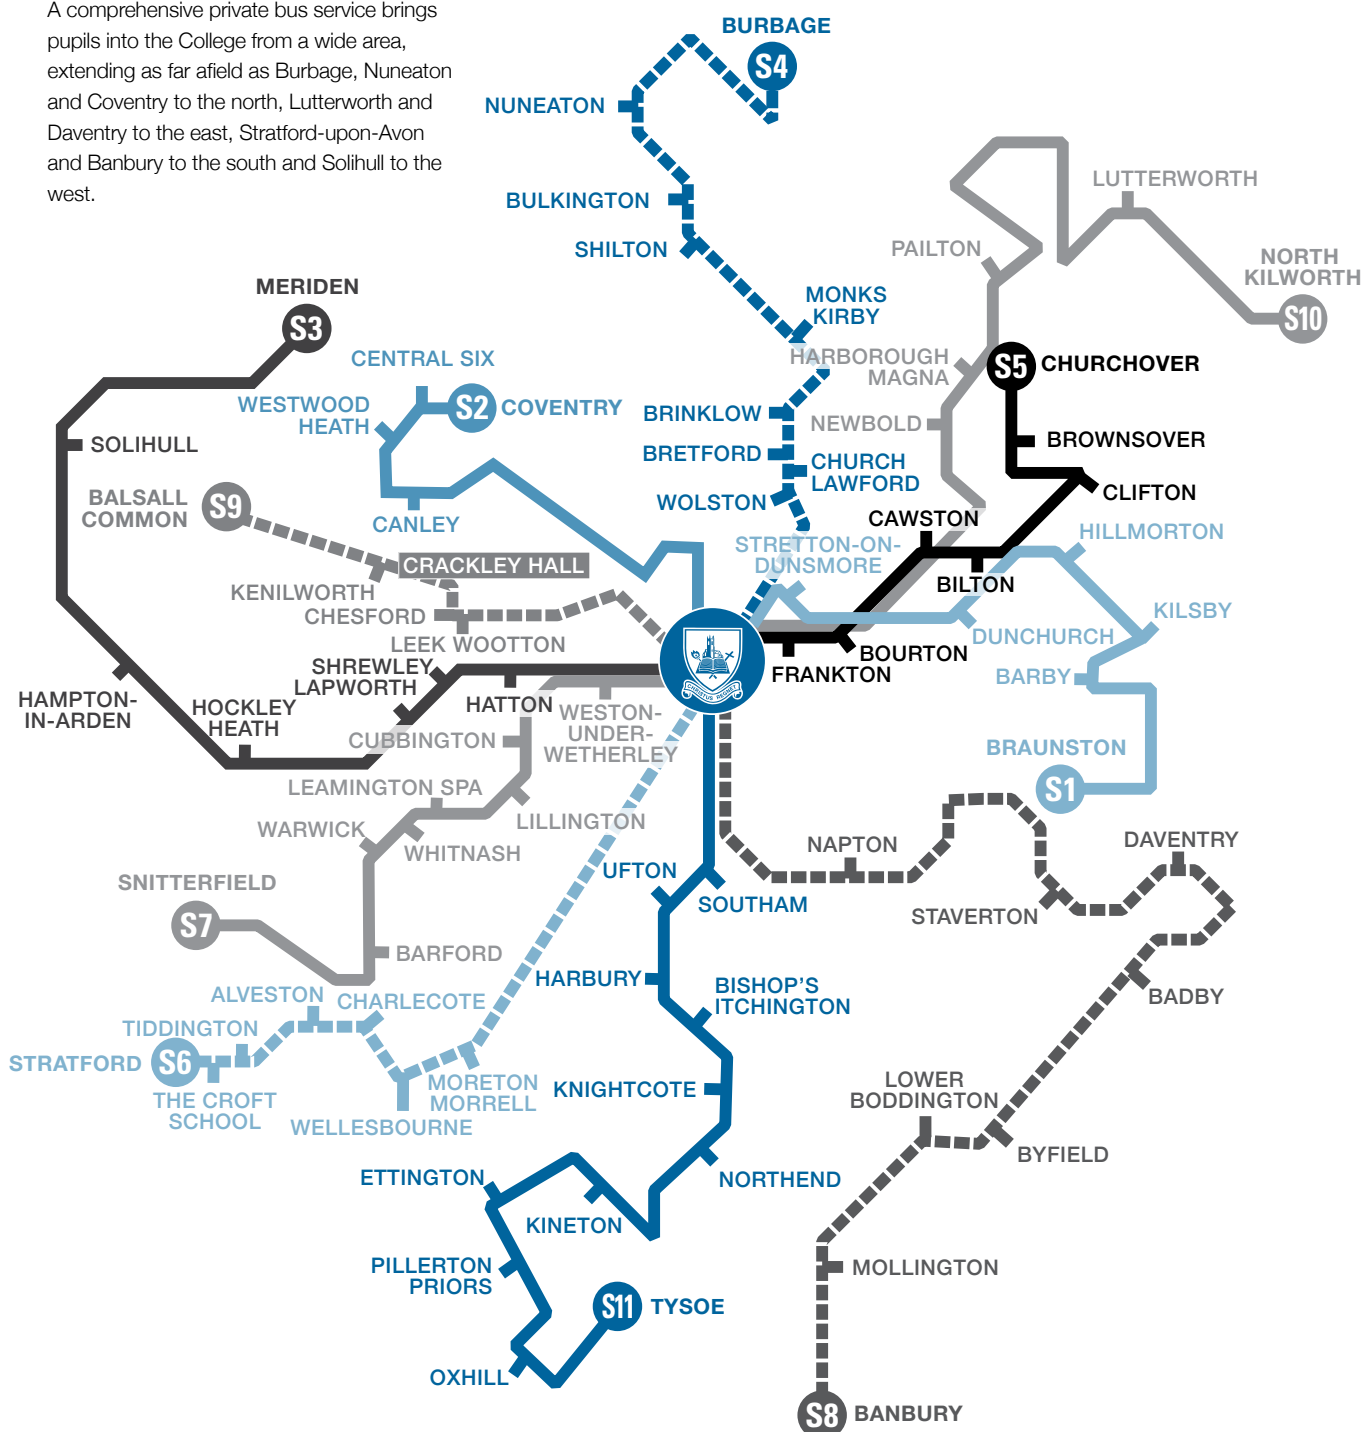 A comprehensive private bus service brings
pupils into the College from a wide area,
extending as far afield as Burbage, Nuneaton
and Coventry to the north, Lutterworth and
Daventry to the east, Stratford-upon-Avon
and Banbury to the south and Solihull to the
west.
BURBAGE
S4
NUNEATON
BULKINGTON
SHILTON
MONKS
KIRBY
BRINKLOW
BRETFORD
CHURCH
LAWFORD
WOLSTON
LUTTERWORTH
NORTH
KILWORTH
S10
PAILTON
HARBOROUGH
MAGNA
NEWBOLD
S5
CHURCHOVER
BROWNSOVER
CLIFTON
CAWSTON
BILTON
BOURTON
FRANKTON
MERIDEN
S3
SOLIHULL
HAMPTON-
IN-ARDEN
HOCKLEY
HEATH
SHREWLEY
LAPWORTH
HATTON
CENTRAL SIX
S2
COVENTRY
WESTWOOD
HEATH
CANLEY
BALSALL
COMMON
S9
CRACKLEY HALL
KENILWORTH
CHESFORD
LEEK WOOTTON
STRETTON-ON-
DUNSMORE
HILLMORTON
KILSBY
DUNCHURCH
BARBY
BRAUNSTON
S1
CHRISTUS REGNET
WESTON-
UNDER-
WETHERLEY
CUBBINGTON
LEAMINGTON SPA
LILLINGTON
WARWICK
WHITNASH
SNITTERFIELD
S7
BARFORD
ALVESTON
CHARLECOTE
TIDDINGTON
STRATFORD
S6
THE CROFT
SCHOOL
WELLESBOURNE
MORETON
MORRELL
UFTON
SOUTHAM
HARBURY
BISHOP'S
ITCHINGTON
KNIGHTCOTE
NORTHEND
ETTINGTON
KINETON
PILLERTON
PRIORS
S11
TYSOE
OXHILL
NAPTON
DAVENTRY
STAVERTON
BADBY
LOWER
BODDINGTON
BYFIELD
MOLLINGTON
S8
BANBURY